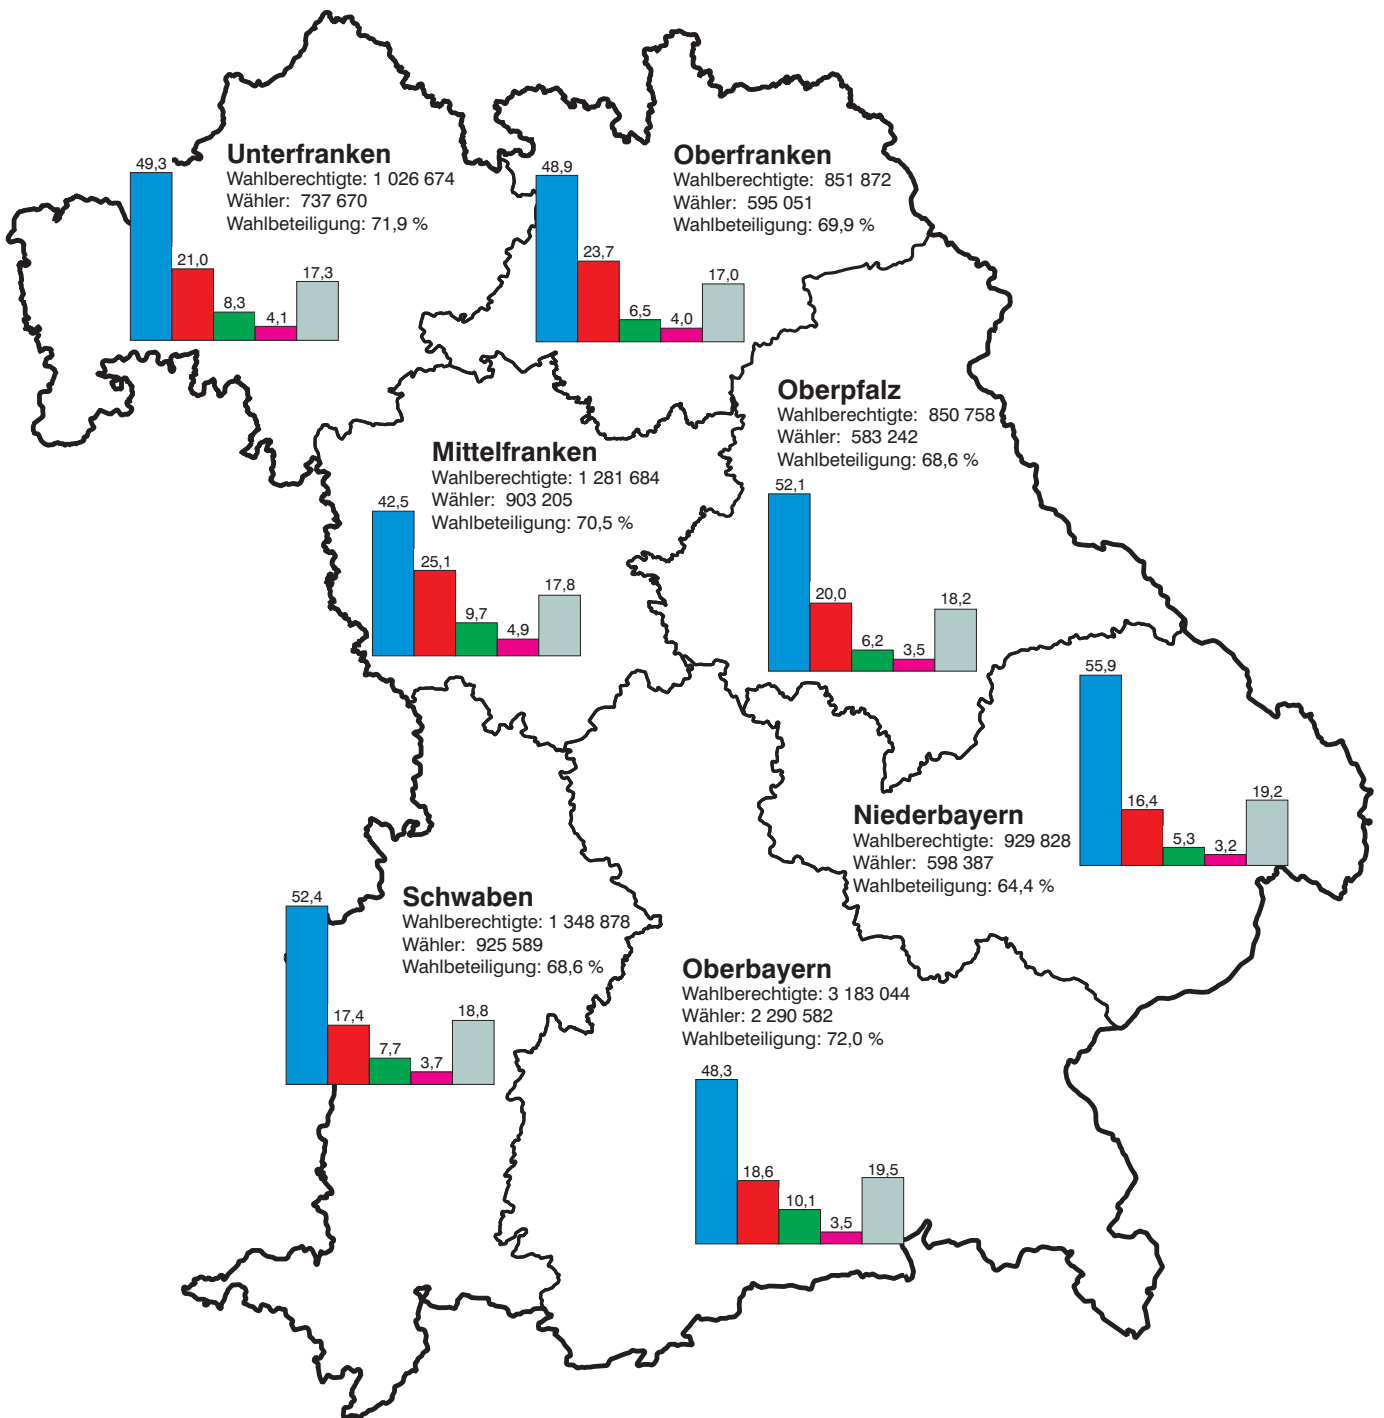 Unterfranken
Wahlberechtigte: 1 026 674
Wähler: 737 670
Wahlbeteiligung: 71,9 %
49,3
21,0
8,3
4,1
17,3
Oberfranken
Wahlberechtigte: 851 872
Wähler: 595 051
Wahlbeteiligung: 69,9 %
48,9
23,7
6,5
4,0
17,0
Mittelfranken
Wahlberechtigte: 1 281 684
Wähler: 903 205
Wahlbeteiligung: 70,5 %
42,5
25,1
9,7
4,9
17,8
Oberpfalz
Wahlberechtigte: 850 758
Wähler: 583 242
Wahlbeteiligung: 68,6 %
52,1
20,0
6,2
3,5
18,2
Niederbayern
Wahlberechtigte: 929 828
Wähler: 598 387
Wahlbeteiligung: 64,4 %
55,9
16,4
5,3
3,2
19,2
Schwaben
Wahlberechtigte: 1 348 878
Wähler: 925 589
Wahlbeteiligung: 68,6 %
52,4
17,4
7,7
3,7
18,8
Oberbayern
Wahlberechtigte: 3 183 044
Wähler: 2 290 582
Wahlbeteiligung: 72,0 %
48,3
18,6
10,1
3,5
19,5